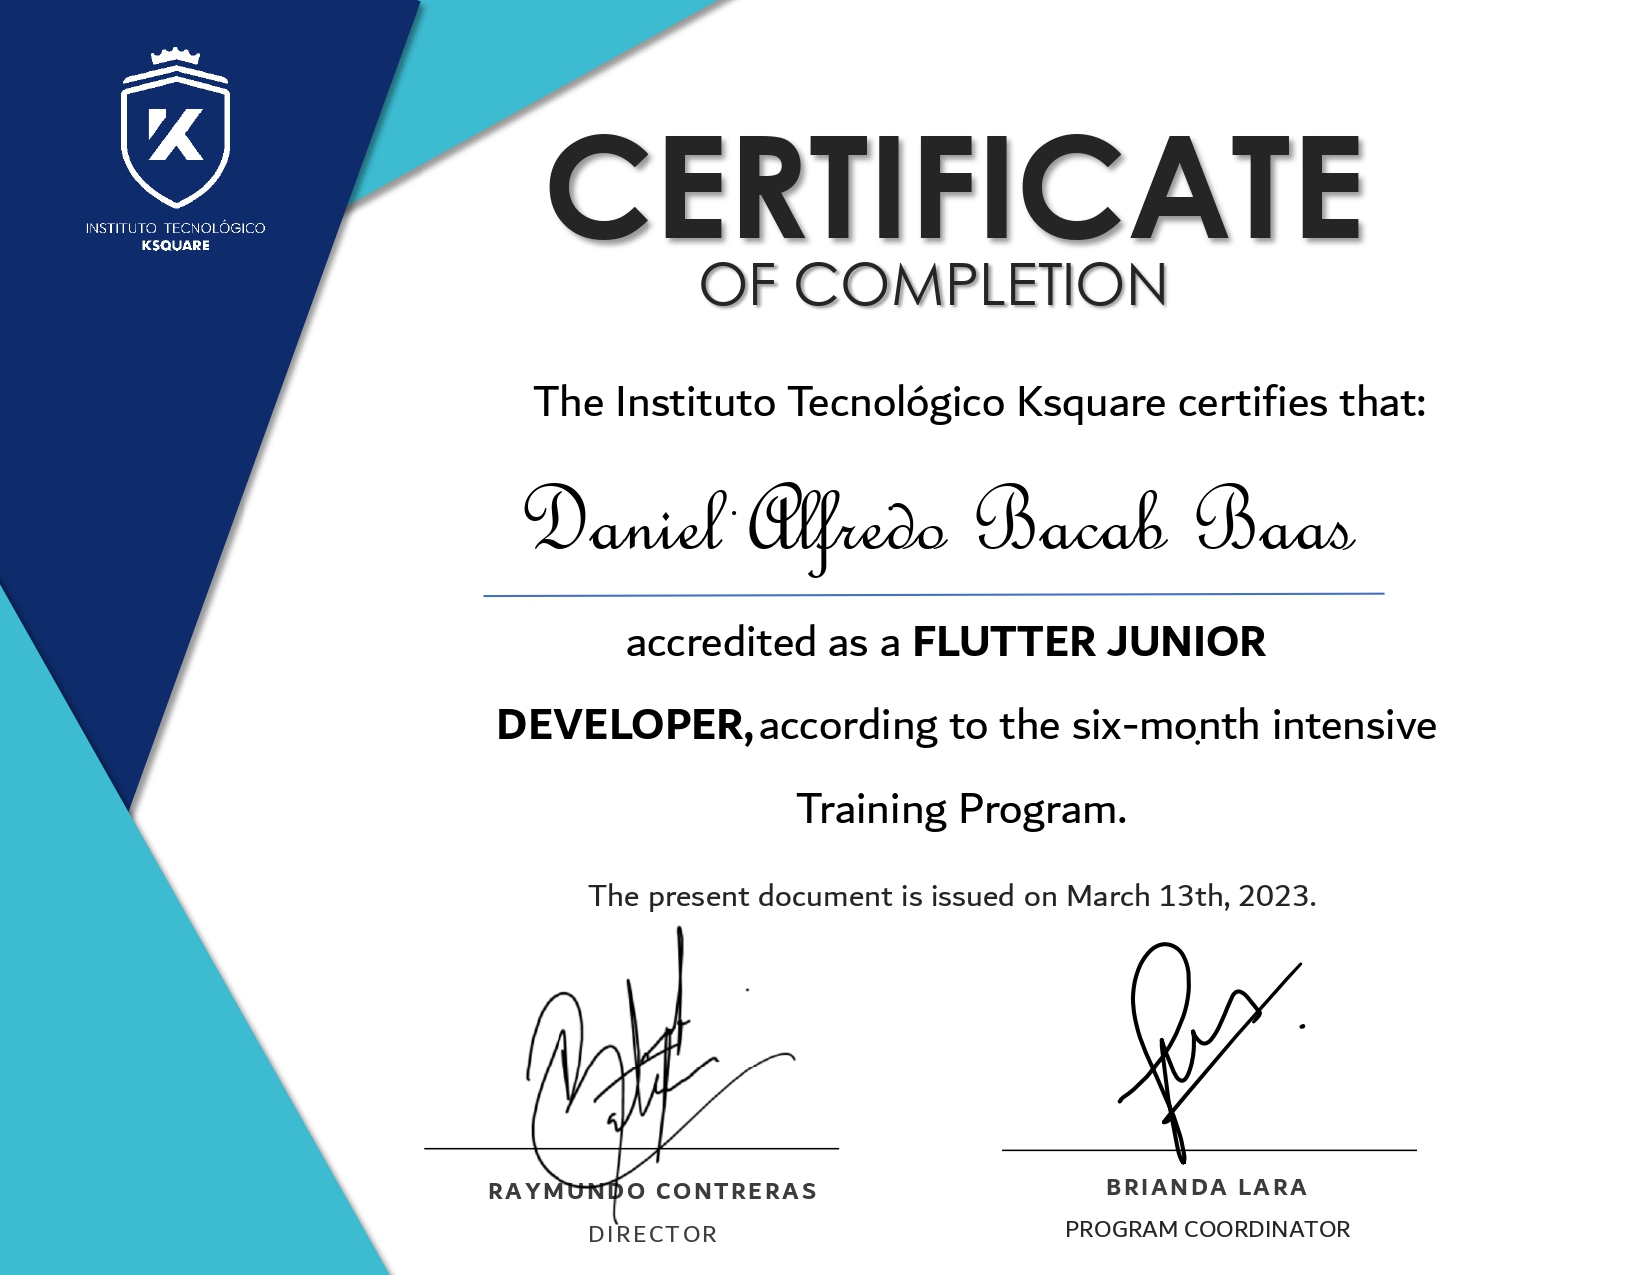 INSTITUTO TECNOLÓGICO
KSQUARE
CERTIFICATE
OF COMPLETION
The Instituto Tecnológico Ksquare certifies that:
Daniel Alfredo Bacab Baas
accredited as a FLUTTER JUNIOR
DEVELOPER, according to the six-month intensive
Training Program.
The present document is issued on March 13th, 2023.
RAYMUNDO CONTRERAS
DIRECTOR
BRIANDA LARA
PROGRAM COORDINATOR